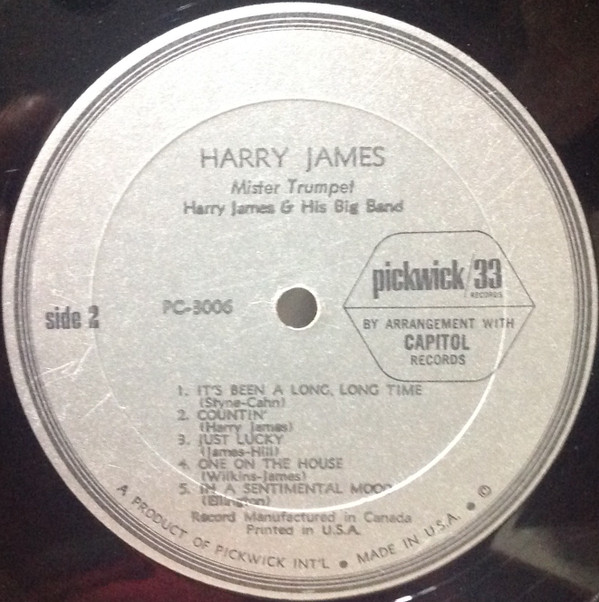 HARRY JAMES
Mister Trumpet
Harry James & His Big Band
pickwick/33
RECORDS
BY ARRANGEMENT WITH
CAPITOL
RECORDS
side 2
PC-3006
1. IT'S BEEN A LONG, LONG TIME
(Styne-Cahn)
2. COUNTIN'
(Harry James)
3. JUST LUCKY
(James-Hill)
4. ONE ON THE HOUSE
(Wilkins-James)
5. IN A SENTIMENTAL MOOD
(Ellington)
Record Manufactured in Canada
Printed in U.S.A.
A PRODUCT OF PICKWICK INT'L • MADE IN U.S.A. • ©